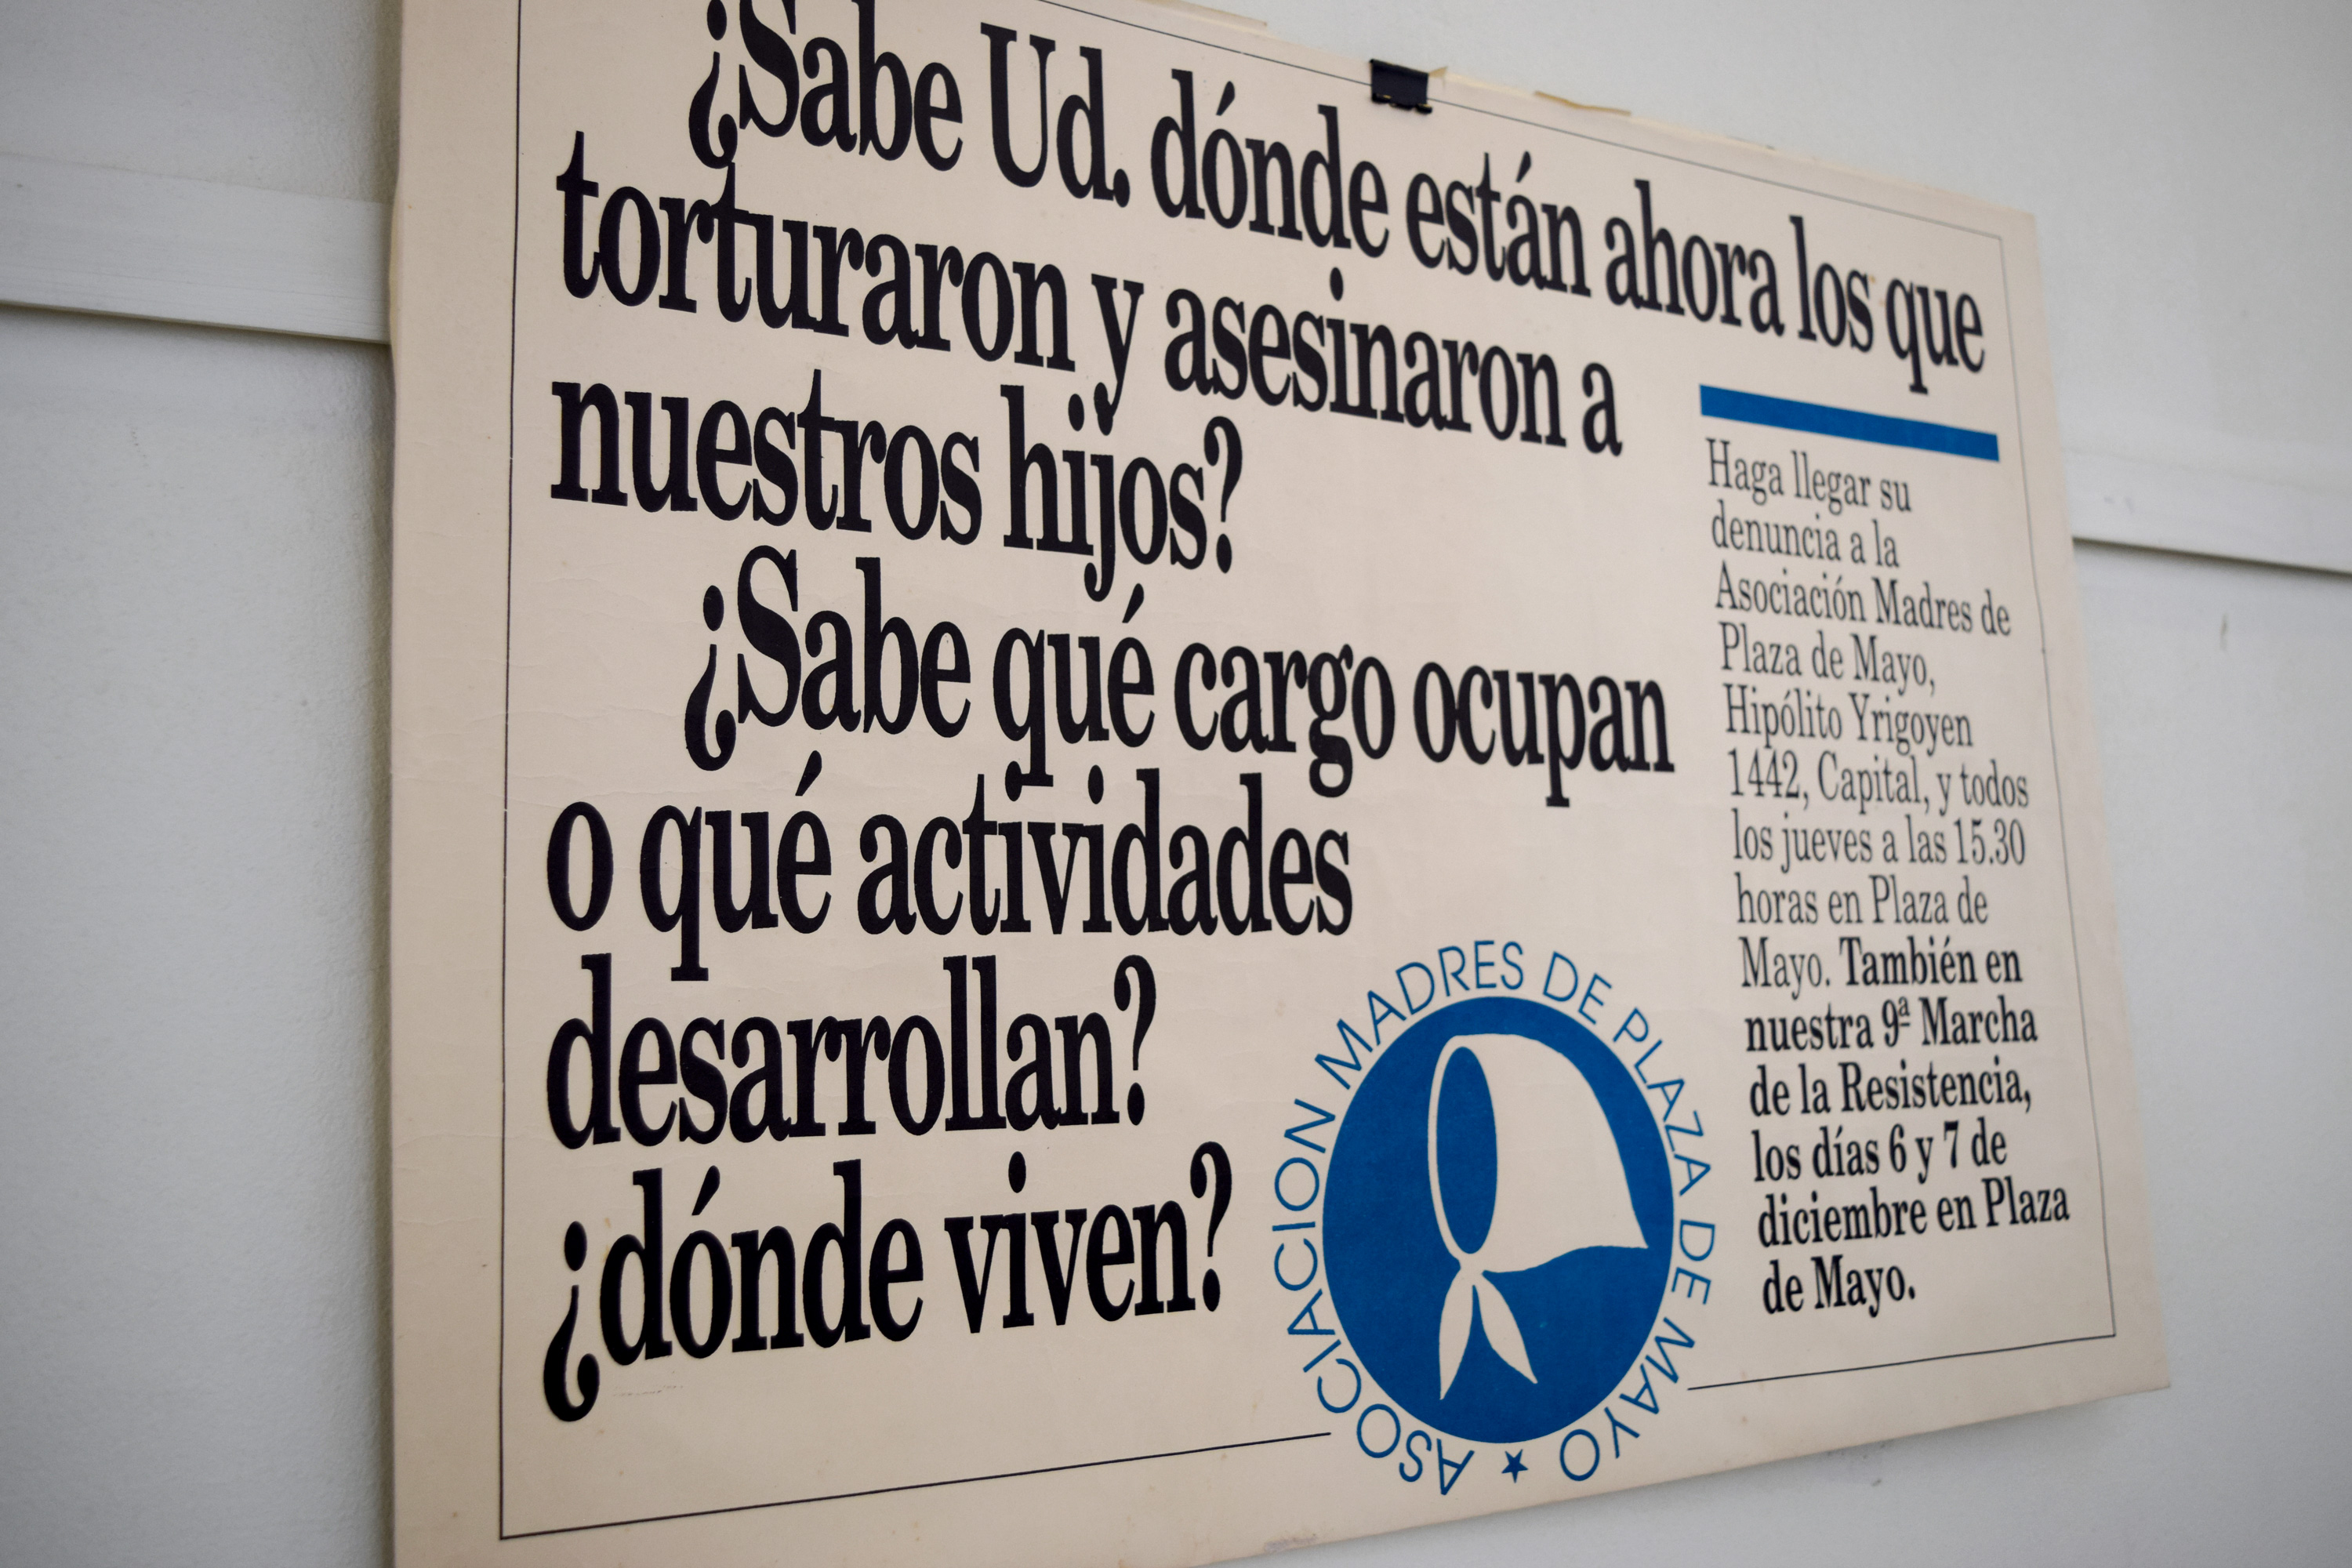 ¿Sabe Ud. dónde están ahora los que
torturaron y asesinaron a
nuestros hijos?
¿Sabe qué cargo ocupan
o qué actividades
desarrollan?
¿dónde viven?
Haga llegar su
denuncia a la
Asociación Madres de
Plaza de Mayo,
Hipólito Yrigoyen
1442, Capital, y todos
los jueves a las 15.30
horas en Plaza de
Mayo. También en
nuestra 9ª Marcha
de la Resistencia,
los días 6 y 7 de
diciembre en Plaza
de Mayo.
ASOCIACION MADRES DE PLAZA DE MAYO ★